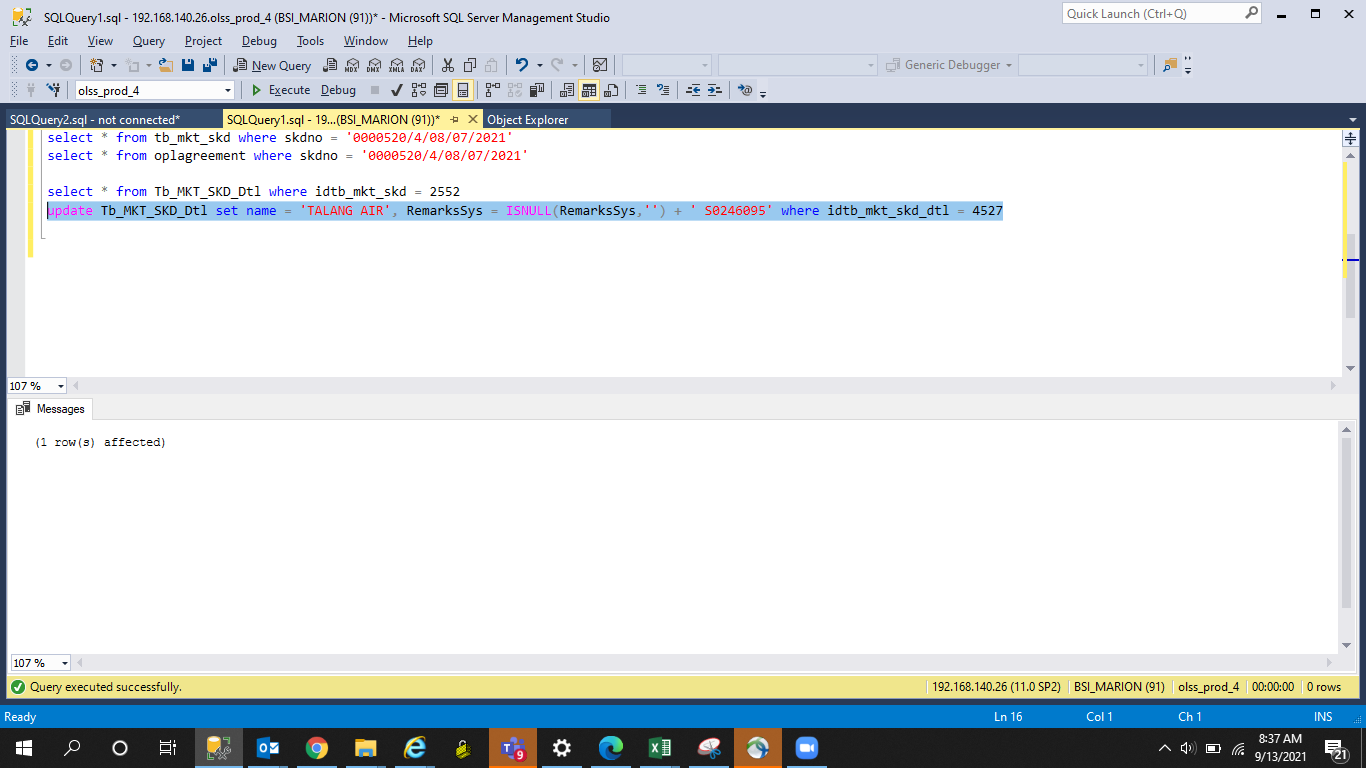 SQLQuery1.sql - 192.168.140.26.olss_prod_4 (BSI_MARION (91))* - Microsoft SQL Server Management Studio
Quick Launch (Ctrl+Q)
File Edit View Query Project Debug Tools Window Help
New Query MDX DMX XMLA DAX Generic Debugger
olss_prod_4 Execute Debug
SQLQuery2.sql - not connected* SQLQuery1.sql - 19...(BSI_MARION (91))* Object Explorer
select * from tb_mkt_skd where skdno = '0000520/4/08/07/2021'
select * from oplagreement where skdno = '0000520/4/08/07/2021'
select * from Tb_MKT_SKD_Dtl where idtb_mkt_skd = 2552
update Tb_MKT_SKD_Dtl set name = 'TALANG AIR', RemarksSys = ISNULL(RemarksSys,'') + ' S0246095' where idtb_mkt_skd_dtl = 4527
107 %
Messages
(1 row(s) affected)
107 %
Query executed successfully. 192.168.140.26 (11.0 SP2) BSI_MARION (91) olss_prod_4 00:00:00 0 rows
Ready Ln 16 Col 1 Ch 1 INS
9
8:37 AM
9/13/2021
21